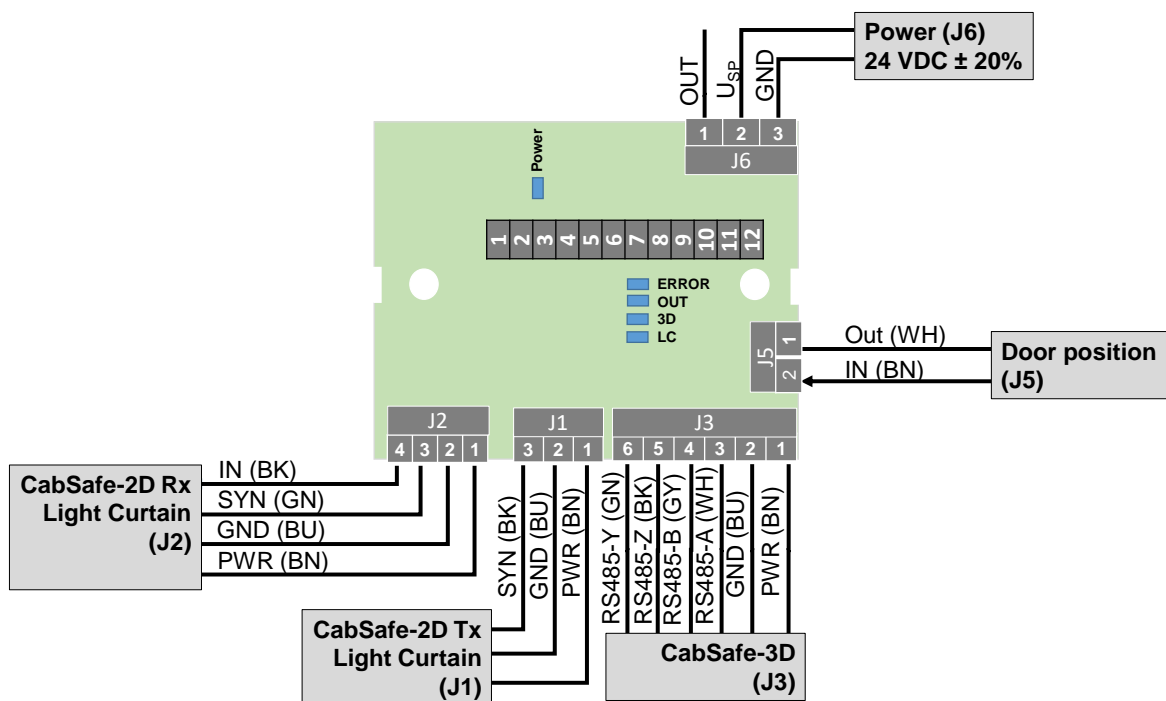 Power (J6)
24 VDC ± 20%
OUT
USP
GND
1 2 3
J6
Power
1 2 3 4 5 6 7 8 9 10 11 12
ERROR
OUT
3D
LC
J5
1
2
Out (WH)
IN (BN)
Door position
(J5)
J2
4 3 2 1
J1
3 2 1
J3
6 5 4 3 2 1
CabSafe-2D Rx
Light Curtain
(J2)
IN (BK)
SYN (GN)
GND (BU)
PWR (BN)
SYN (BK)
GND (BU)
PWR (BN)
RS485-Y (GN)
RS485-Z (BK)
RS485-B (GY)
RS485-A (WH)
GND (BU)
PWR (BN)
CabSafe-2D Tx
Light Curtain
(J1)
CabSafe-3D
(J3)